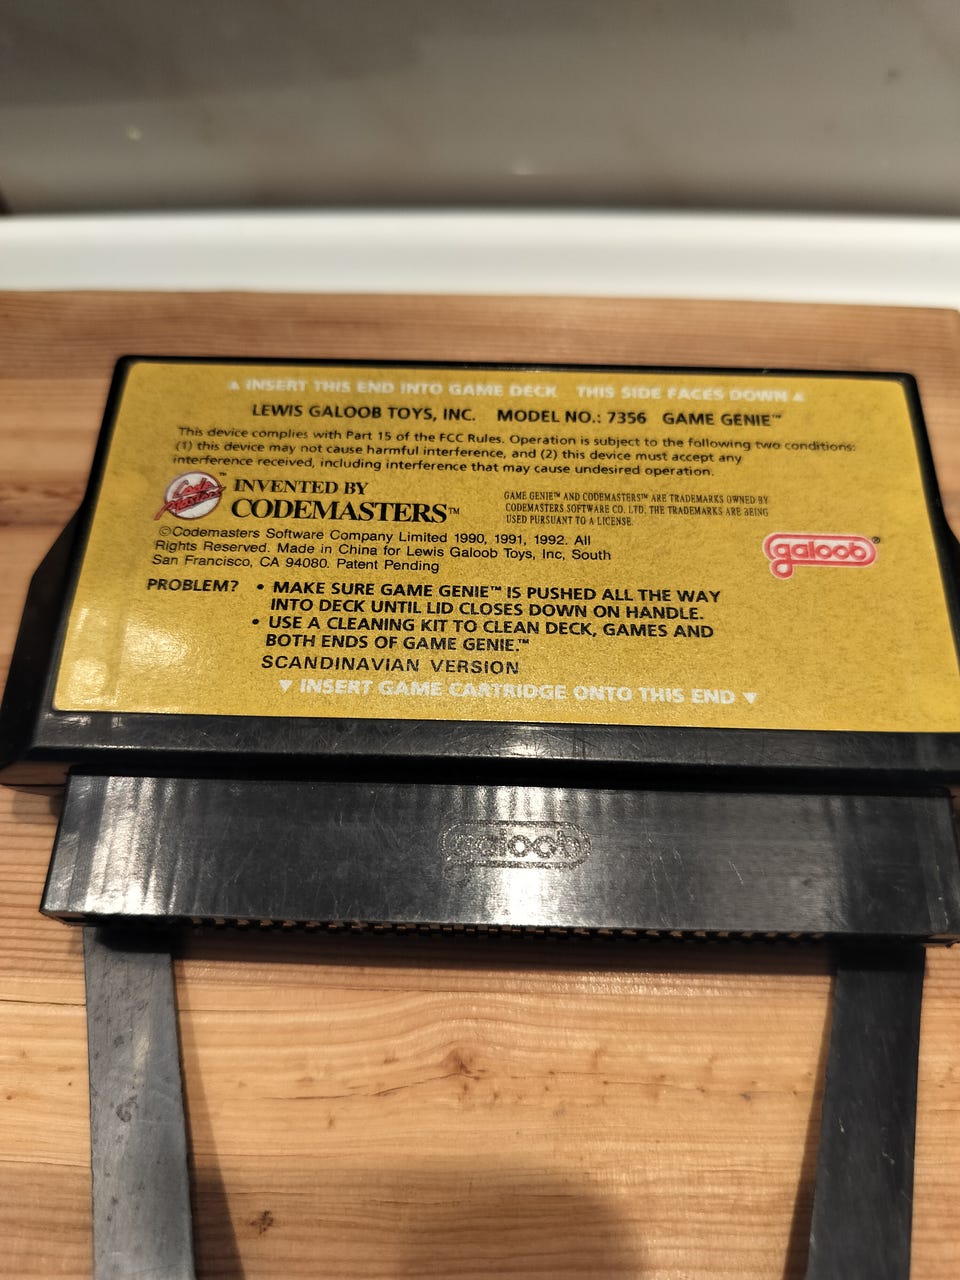 ▲ INSERT THIS END INTO GAME DECK THIS SIDE FACES DOWN ▲
LEWIS GALOOB TOYS, INC. MODEL NO.: 7356 GAME GENIE™
This device complies with Part 15 of the FCC Rules. Operation is subject to the following two conditions:
(1) this device may not cause harmful interference, and (2) this device must accept any
interference received, including interference that may cause undesired operation.
Code Masters™
INVENTED BY
CODEMASTERS™
GAME GENIE™ AND CODEMASTERS™ ARE TRADEMARKS OWNED BY
CODEMASTERS SOFTWARE CO. LTD. THE TRADEMARKS ARE BEING
USED PURSUANT TO A LICENSE.
©Codemasters Software Company Limited 1990, 1991, 1992. All
Rights Reserved. Made in China for Lewis Galoob Toys, Inc, South
San Francisco, CA 94080. Patent Pending
galoob®
PROBLEM? • MAKE SURE GAME GENIE™ IS PUSHED ALL THE WAY
INTO DECK UNTIL LID CLOSES DOWN ON HANDLE.
• USE A CLEANING KIT TO CLEAN DECK, GAMES AND
BOTH ENDS OF GAME GENIE.™
SCANDINAVIAN VERSION
▼ INSERT GAME CARTRIDGE ONTO THIS END ▼
galoob